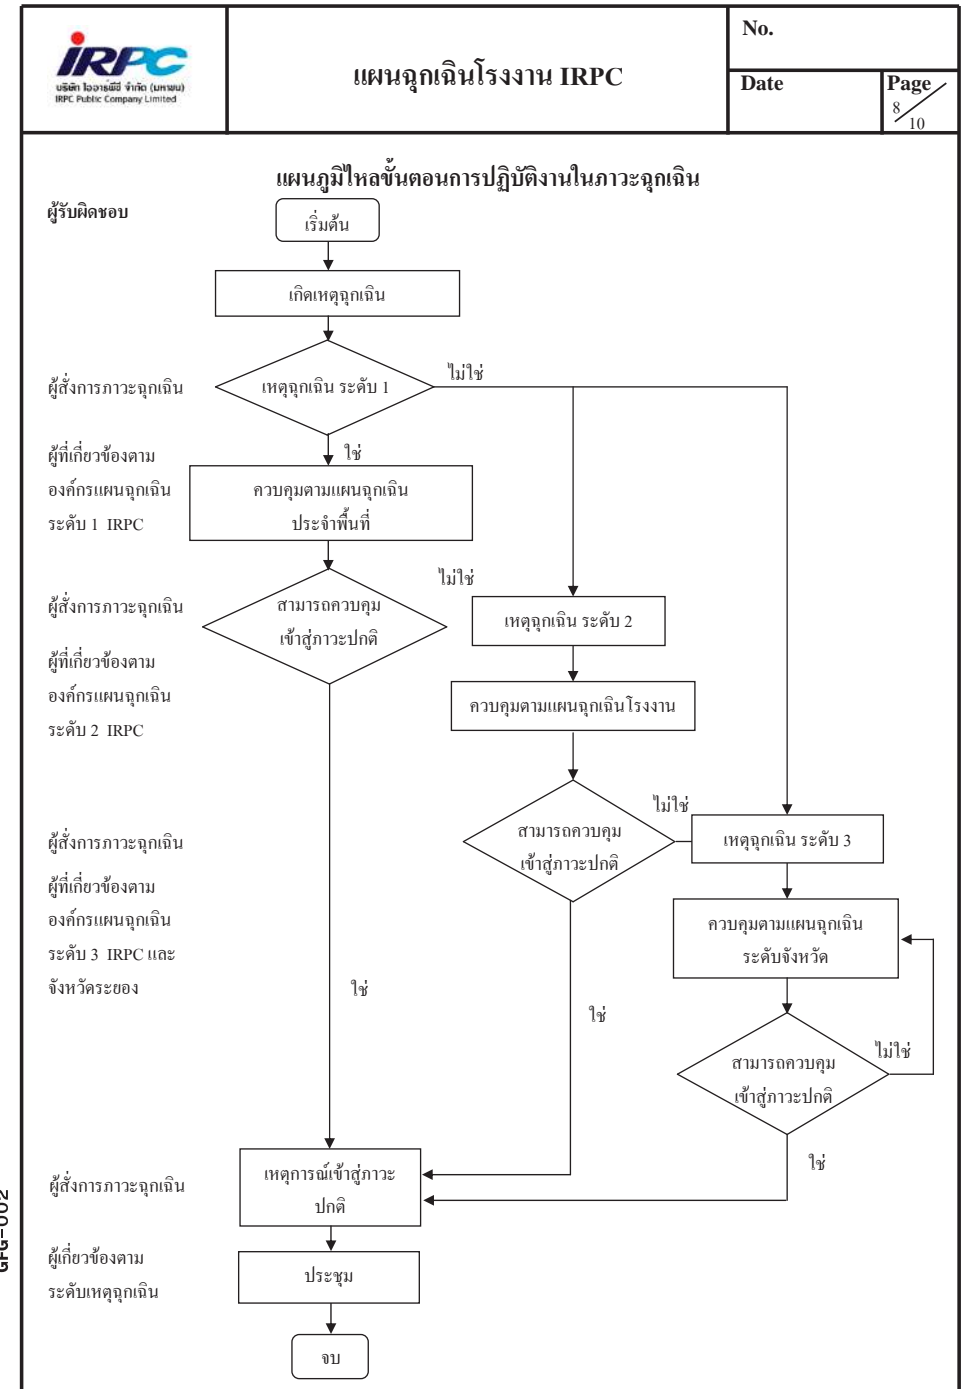 IRPC
บริษัท ไออาร์พีซี จำกัด (มหาชน)
IRPC Public Company Limited
แผนฉุกเฉินโรงงาน IRPC
No.
Date
Page
8/10
แผนภูมิไหลขั้นตอนการปฏิบัติงานในภาวะฉุกเฉิน
ผู้รับผิดชอบ
เริ่มต้น
เกิดเหตุฉุกเฉิน
ผู้สั่งการภาวะฉุกเฉิน
เหตุฉุกเฉิน ระดับ 1
ไม่ใช่
ใช่
ผู้ที่เกี่ยวข้องตาม
องค์กรแผนฉุกเฉิน
ระดับ 1 IRPC
ควบคุมตามแผนฉุกเฉิน
ประจำพื้นที่
ไม่ใช่
ผู้สั่งการภาวะฉุกเฉิน
สามารถควบคุม
เข้าสู่ภาวะปกติ
เหตุฉุกเฉิน ระดับ 2
ผู้ที่เกี่ยวข้องตาม
องค์กรแผนฉุกเฉิน
ระดับ 2 IRPC
ควบคุมตามแผนฉุกเฉินโรงงาน
ไม่ใช่
ผู้สั่งการภาวะฉุกเฉิน
สามารถควบคุม
เข้าสู่ภาวะปกติ
เหตุฉุกเฉิน ระดับ 3
ผู้ที่เกี่ยวข้องตาม
องค์กรแผนฉุกเฉิน
ระดับ 3 IRPC และ
จังหวัดระยอง
ควบคุมตามแผนฉุกเฉิน
ระดับจังหวัด
ใช่
ใช่
ไม่ใช่
สามารถควบคุม
เข้าสู่ภาวะปกติ
ใช่
ผู้สั่งการภาวะฉุกเฉิน
เหตุการณ์เข้าสู่ภาวะ
ปกติ
ผู้เกี่ยวข้องตาม
ระดับเหตุฉุกเฉิน
ประชุม
จบ